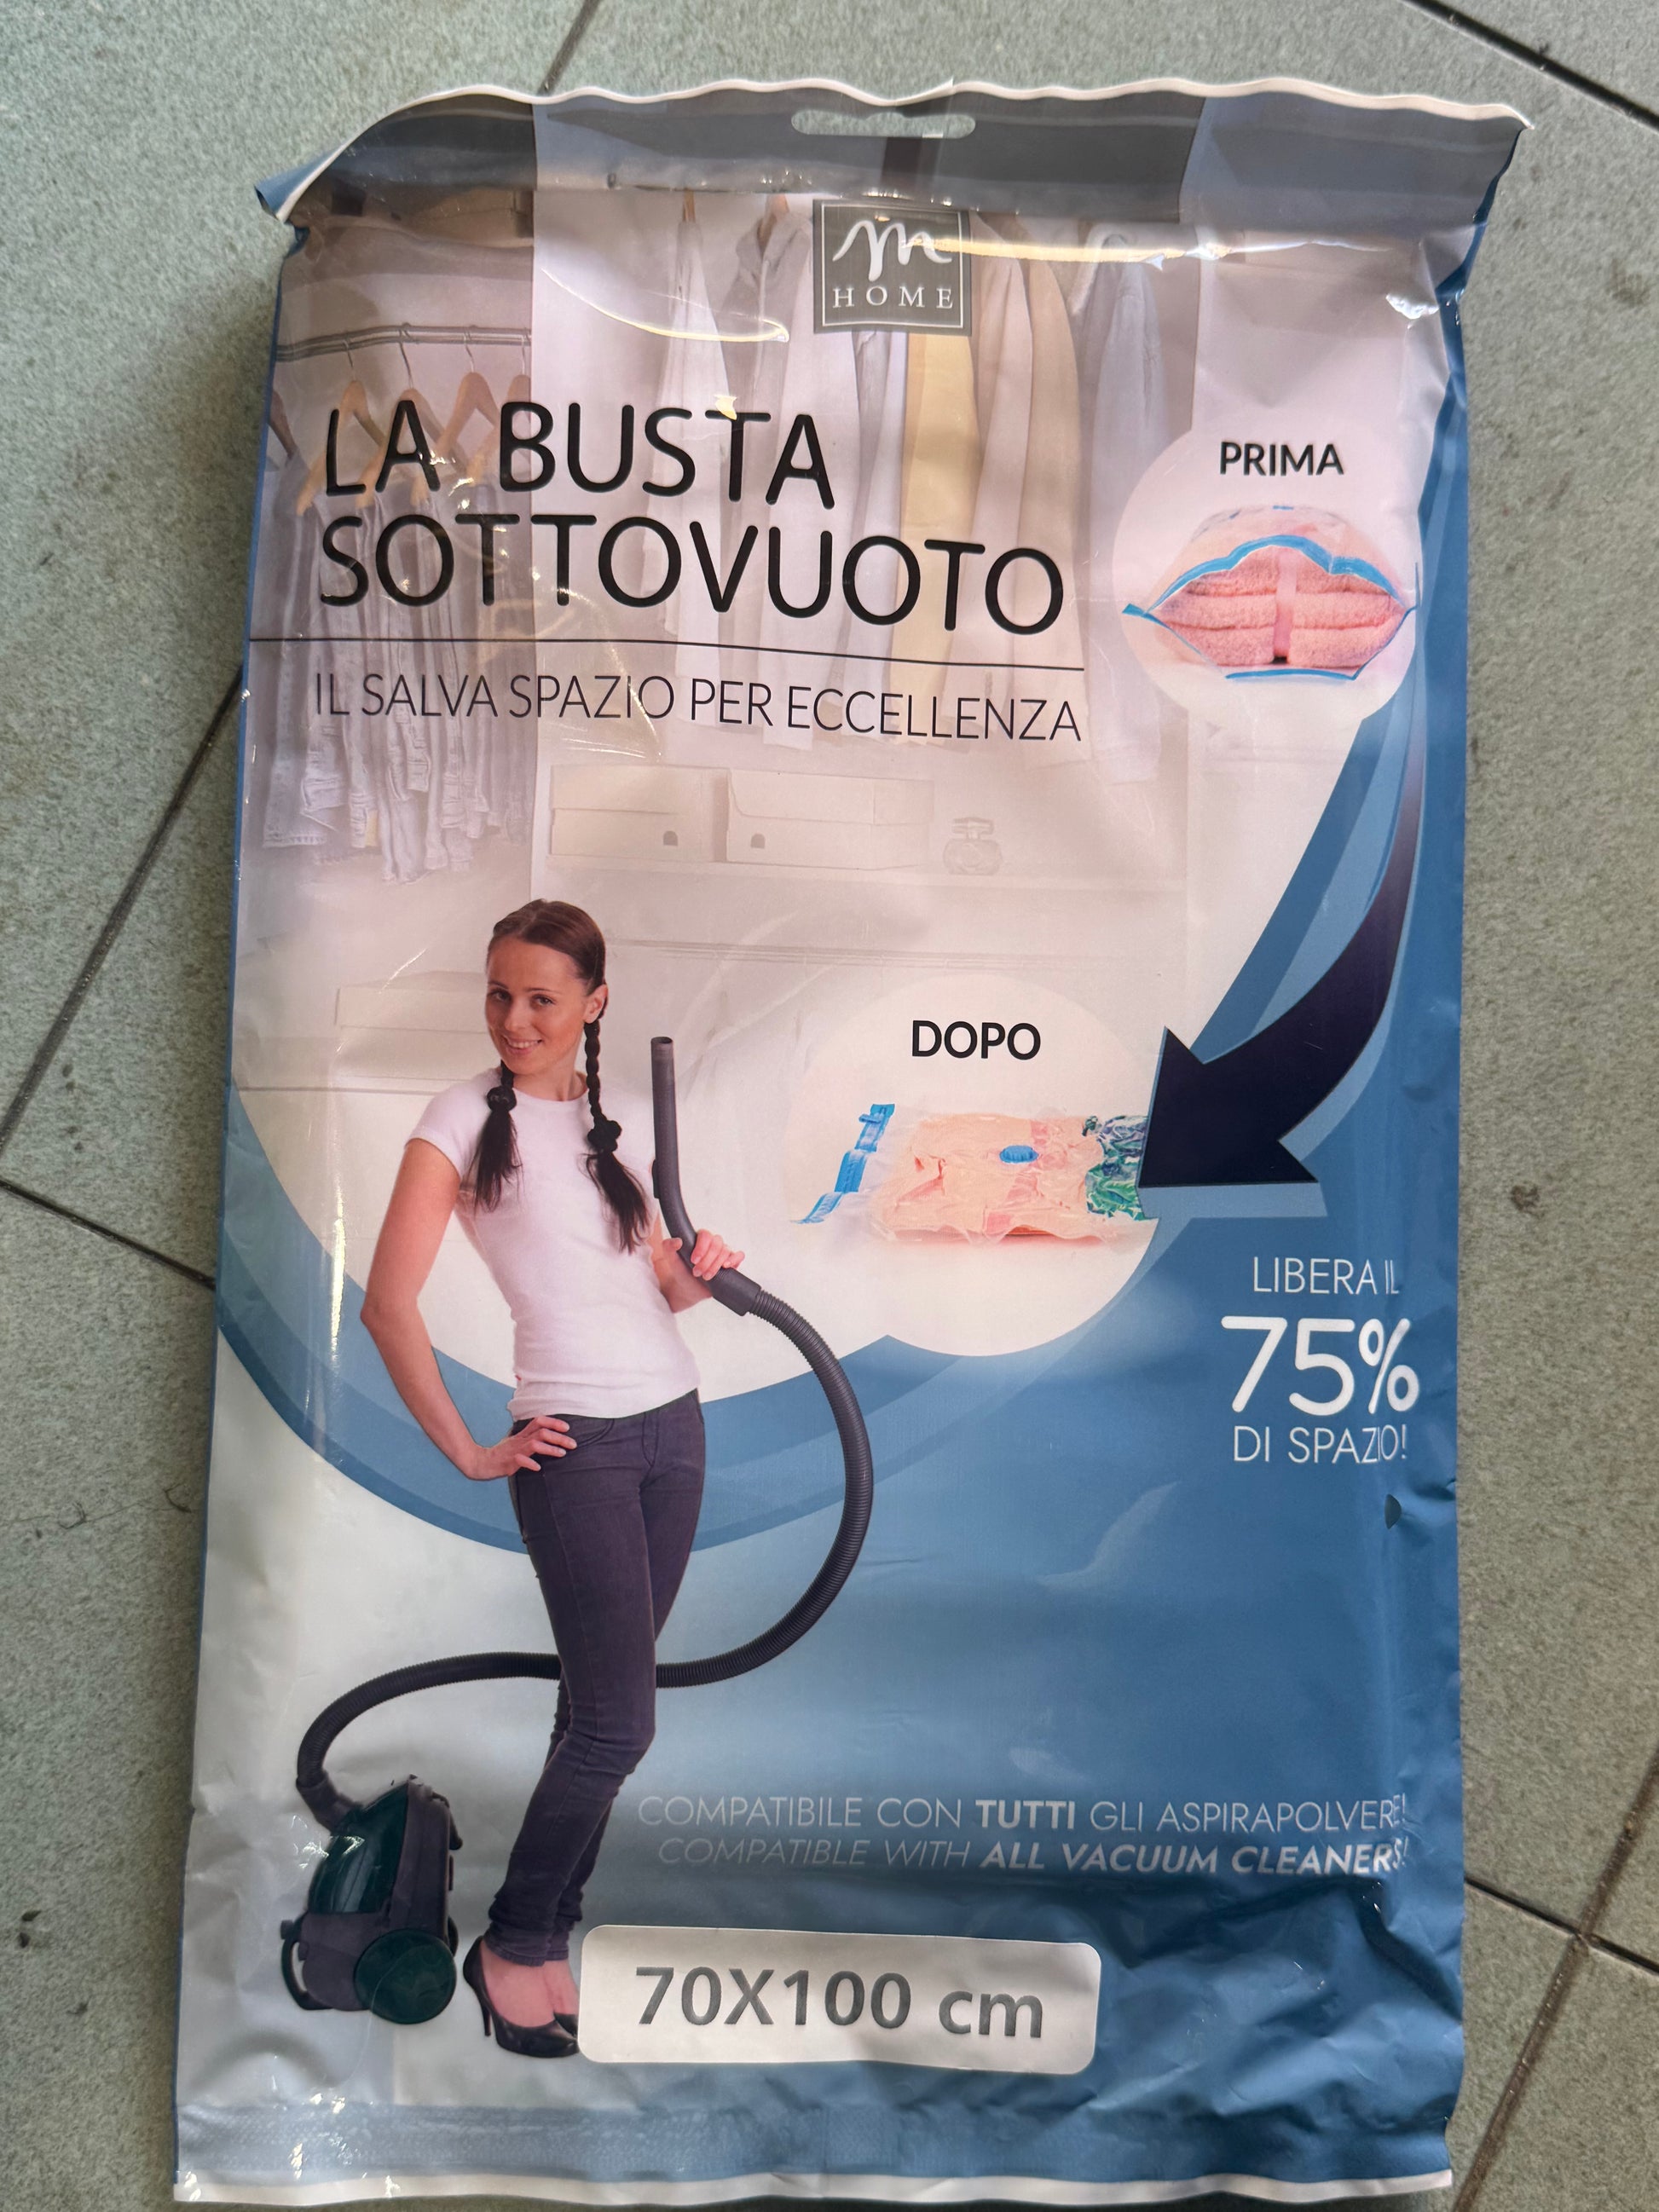 m
HOME
LA BUSTA
SOTTOVUOTO
IL SALVA SPAZIO PER ECCELLENZA
PRIMA
DOPO
LIBERA IL
75%
DI SPAZIO!
COMPATIBILE CON TUTTI GLI ASPIRAPOLVERE!
COMPATIBLE WITH ALL VACUUM CLEANERS!
70X100 cm